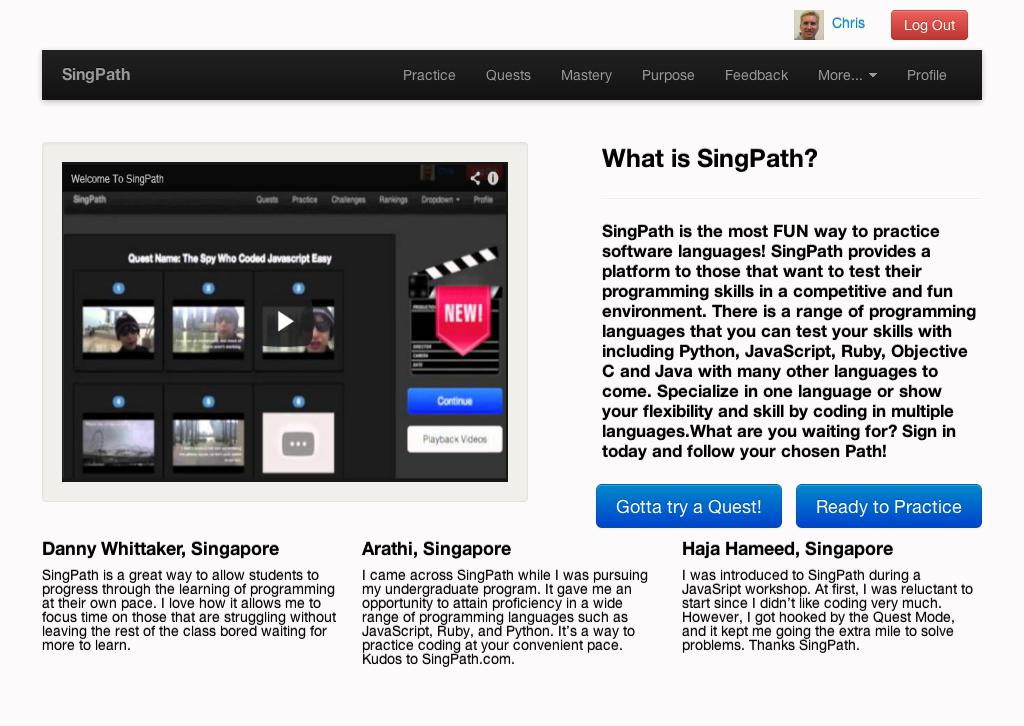 Chris
Log Out
SingPath
Practice
Quests
Mastery
Purpose
Feedback
More...
Profile
Welcome To SingPath
SingPath
Quests
Practice
Challenges
Rankings
Dropdown
Profile
Quest Name: The Spy Who Coded Javascript Easy
1
2
3
4
5
6
NEW!
Continue
Playback Videos
What is SingPath?
SingPath is the most FUN way to practice
software languages! SingPath provides a
platform to those that want to test their
programming skills in a competitive and fun
environment. There is a range of programming
languages that you can test your skills with
including Python, JavaScript, Ruby, Objective
C and Java with many other languages to
come. Specialize in one language or show
your flexibility and skill by coding in multiple
languages.What are you waiting for? Sign in
today and follow your chosen Path!
Gotta try a Quest!
Ready to Practice
Danny Whittaker, Singapore
SingPath is a great way to allow students to
progress through the learning of programming
at their own pace. I love how it allows me to
focus time on those that are struggling without
leaving the rest of the class bored waiting for
more to learn.
Arathi, Singapore
I came across SingPath while I was pursuing
my undergraduate program. It gave me an
opportunity to attain proficiency in a wide
range of programming languages such as
JavaScript, Ruby, and Python. It's a way to
practice coding at your convenient pace.
Kudos to SingPath.com.
Haja Hameed, Singapore
I was introduced to SingPath during a
JavaSript workshop. At first, I was reluctant to
start since I didn't like coding very much.
However, I got hooked by the Quest Mode,
and it kept me going the extra mile to solve
problems. Thanks SingPath.